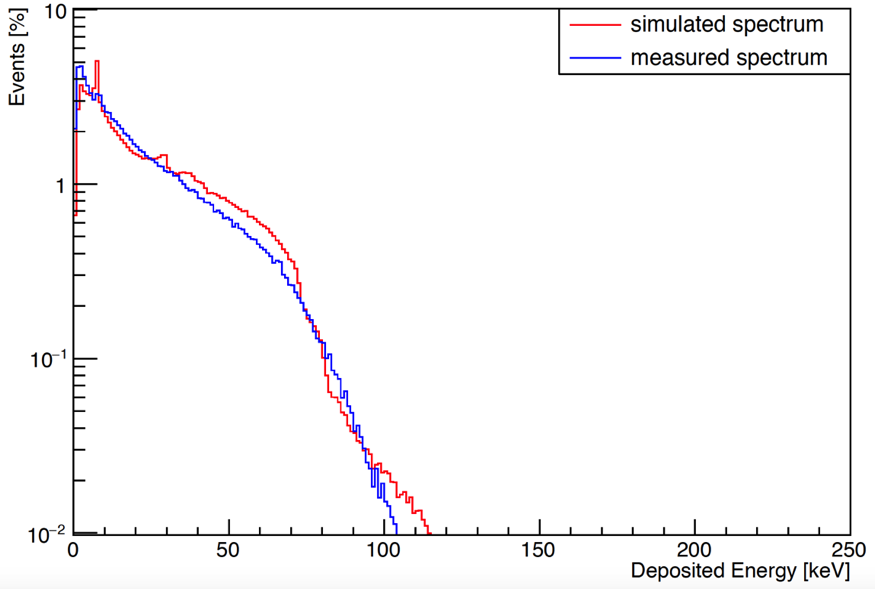 Events [%]
10
simulated spectrum
measured spectrum
1
10⁻¹
10⁻²
0 50 100 150 200 250
Deposited Energy [keV]